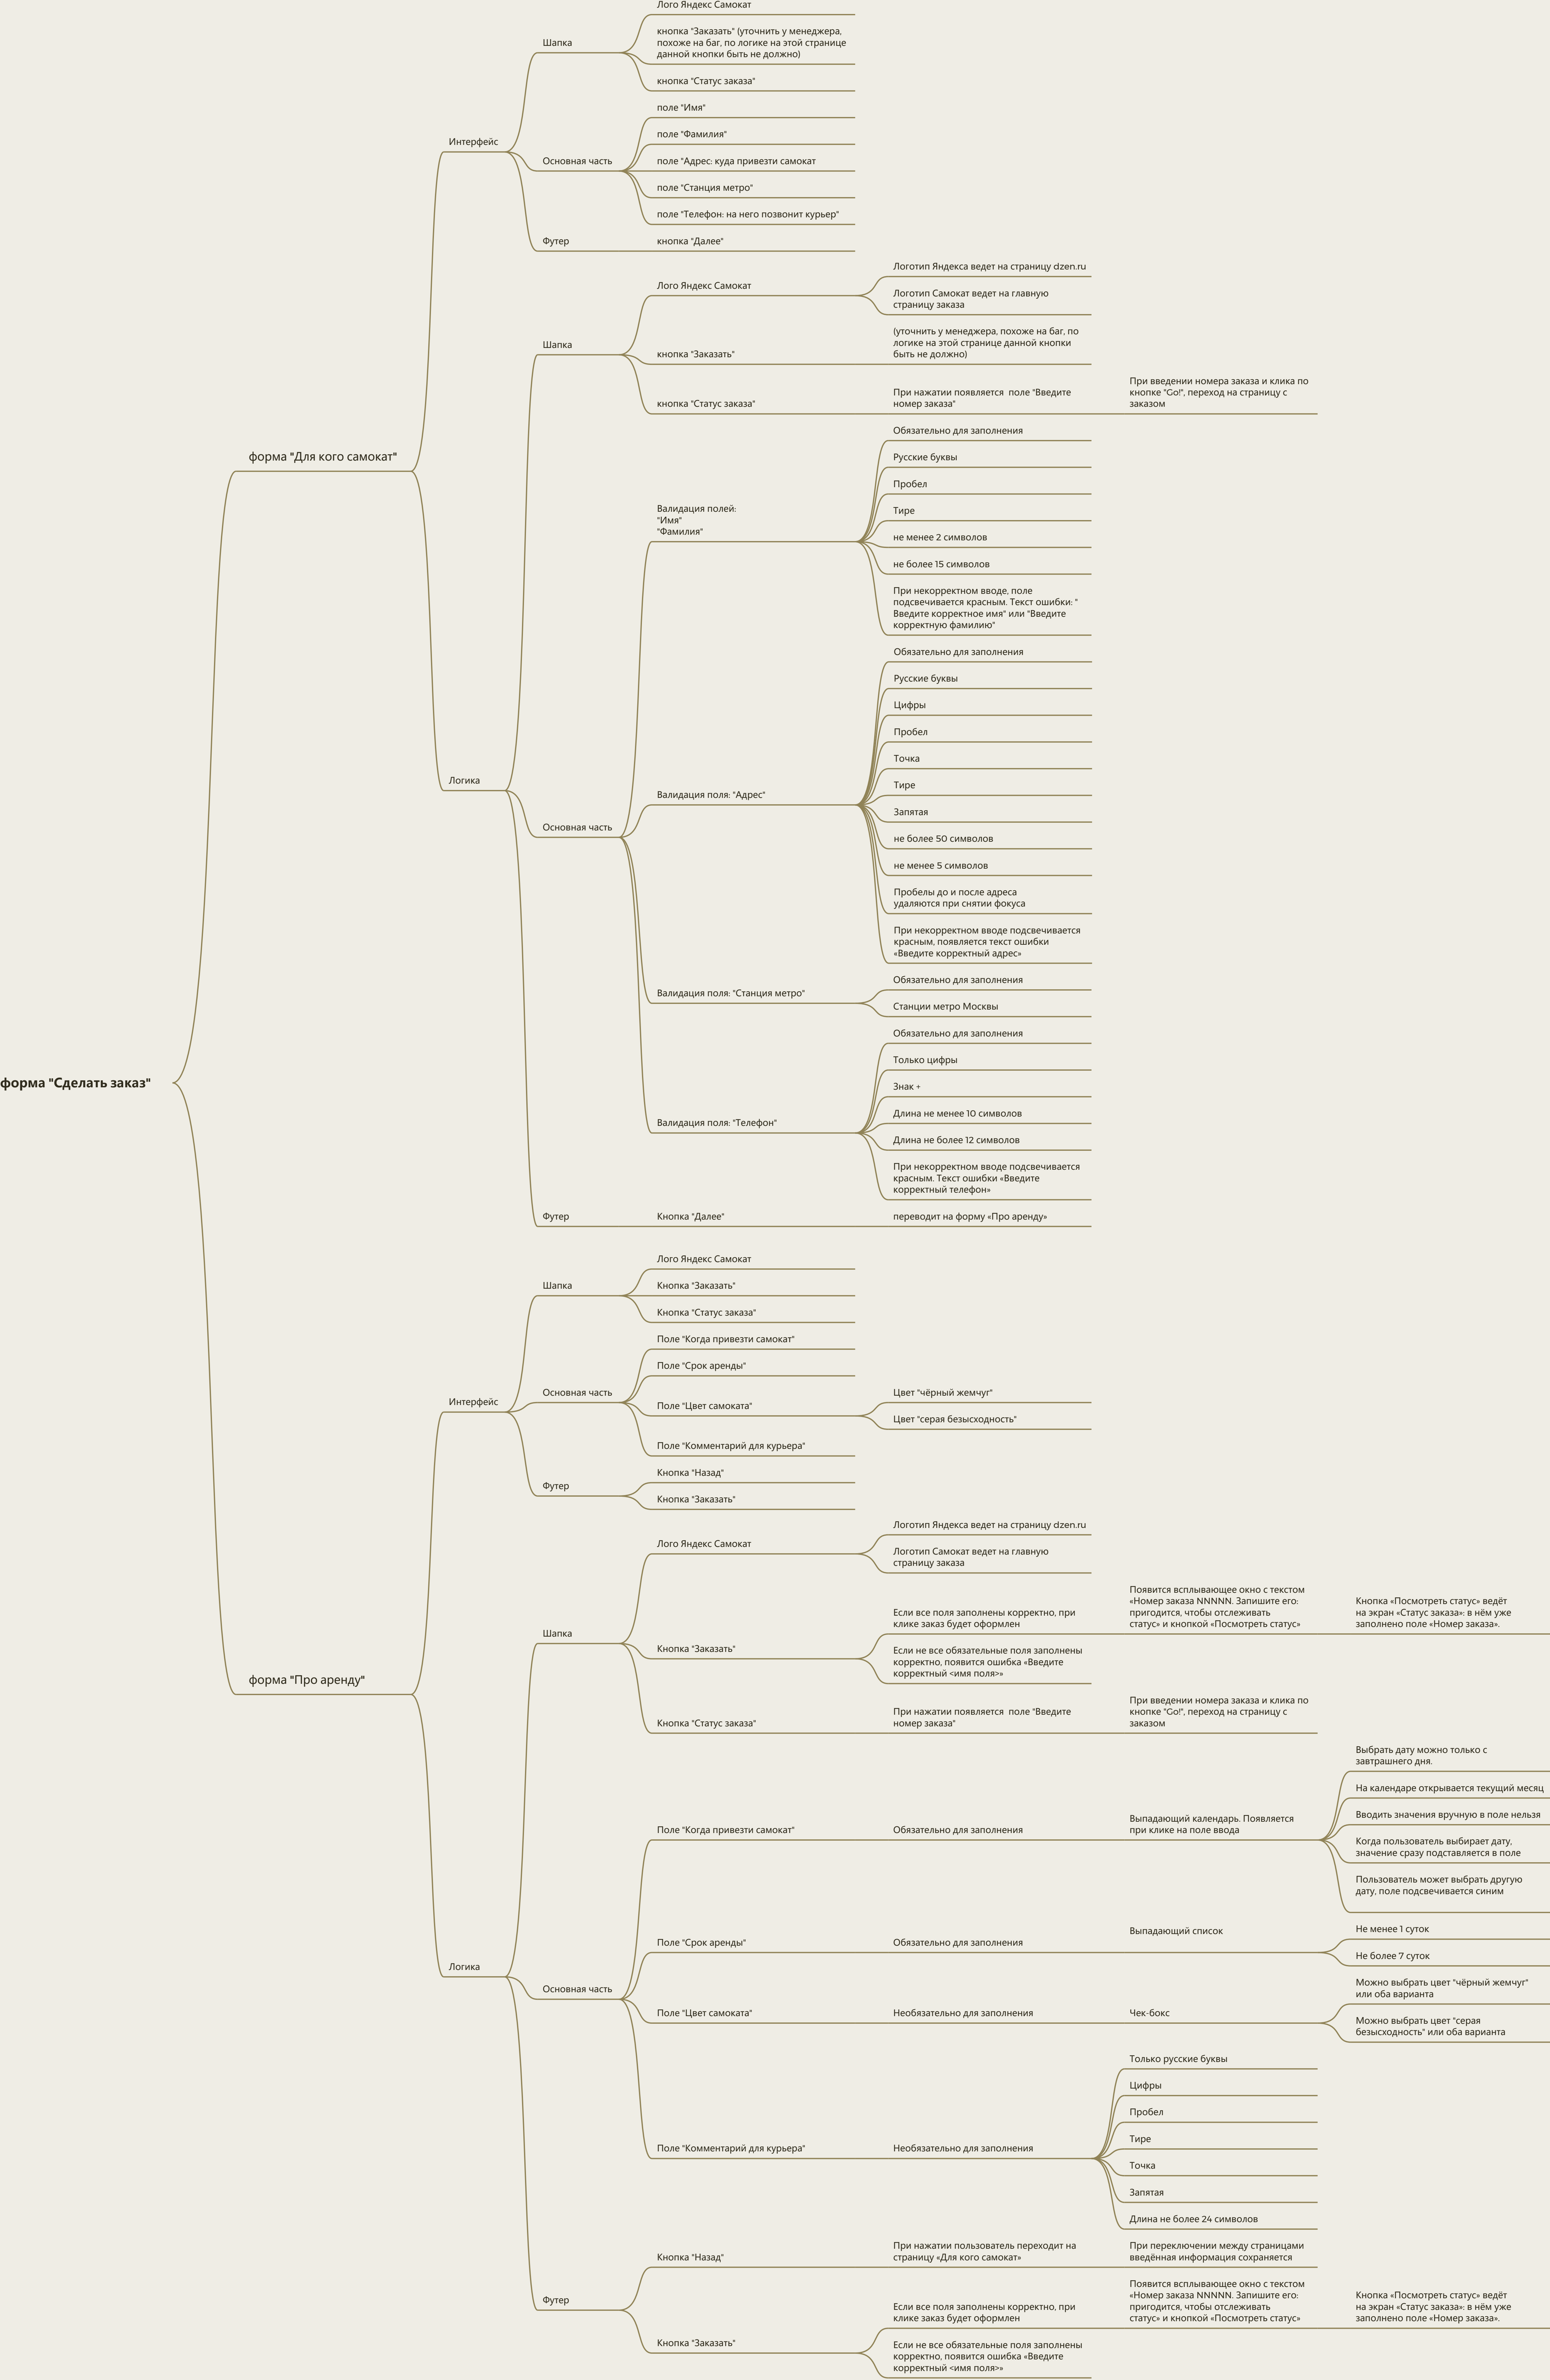 форма "Сделать заказ"
форма "Для кого самокат"
Интерфейс
Шапка
Лого Яндекс Самокат
кнопка "Заказать" (уточнить у менеджера,
похоже на баг, по логике на этой странице
данной кнопки быть не должно)
кнопка "Статус заказа"
Основная часть
поле "Имя"
поле "Фамилия"
поле "Адрес: куда привезти самокат
поле "Станция метро"
поле "Телефон: на него позвонит курьер"
Футер
кнопка "Далее"
Логика
Шапка
Лого Яндекс Самокат
Логотип Яндекса ведет на страницу dzen.ru
Логотип Самокат ведет на главную
страницу заказа
кнопка "Заказать"
(уточнить у менеджера, похоже на баг, по
логике на этой странице данной кнопки
быть не должно)
кнопка "Статус заказа"
При нажатии появляется  поле "Введите
номер заказа"
При введении номера заказа и клика по
кнопке "Go!", переход на страницу с
заказом
Основная часть
Валидация полей:
"Имя"
"Фамилия"
Обязательно для заполнения
Русские буквы
Пробел
Тире
не менее 2 символов
не более 15 символов
При некорректном вводе, поле
подсвечивается красным. Текст ошибки: "
Введите корректное имя" или "Введите
корректную фамилию"
Валидация поля: "Адрес"
Обязательно для заполнения
Русские буквы
Цифры
Пробел
Точка
Тире
Запятая
не более 50 символов
не менее 5 символов
Пробелы до и после адреса
удаляются при снятии фокуса
При некорректном вводе подсвечивается
красным, появляется текст ошибки
«Введите корректный адрес»
Валидация поля: "Станция метро"
Обязательно для заполнения
Станции метро Москвы
Валидация поля: "Телефон"
Обязательно для заполнения
Только цифры
Знак +
Длина не менее 10 символов
Длина не более 12 символов
При некорректном вводе подсвечивается
красным. Текст ошибки «Введите
корректный телефон»
Футер
Кнопка "Далее"
переводит на форму «Про аренду»
форма "Про аренду"
Интерфейс
Шапка
Лого Яндекс Самокат
Кнопка "Заказать"
Кнопка "Статус заказа"
Основная часть
Поле "Когда привезти самокат"
Поле "Срок аренды"
Поле "Цвет самоката"
Цвет "чёрный жемчуг"
Цвет "серая безысходность"
Поле "Комментарий для курьера"
Футер
Кнопка "Назад"
Кнопка "Заказать"
Логика
Шапка
Лого Яндекс Самокат
Логотип Яндекса ведет на страницу dzen.ru
Логотип Самокат ведет на главную
страницу заказа
Кнопка "Заказать"
Если все поля заполнены корректно, при
клике заказ будет оформлен
Появится всплывающее окно с текстом
«Номер заказа NNNNN. Запишите его:
пригодится, чтобы отслеживать
статус» и кнопкой «Посмотреть статус»
Кнопка «Посмотреть статус» ведёт
на экран «Статус заказа»: в нём уже
заполнено поле «Номер заказа».
Если не все обязательные поля заполнены
корректно, появится ошибка «Введите
корректный <имя поля>»
Кнопка "Статус заказа"
При нажатии появляется  поле "Введите
номер заказа"
При введении номера заказа и клика по
кнопке "Go!", переход на страницу с
заказом
Основная часть
Поле "Когда привезти самокат"
Обязательно для заполнения
Выпадающий календарь. Появляется
при клике на поле ввода
Выбрать дату можно только с
завтрашнего дня.
На календаре открывается текущий месяц
Вводить значения вручную в поле нельзя
Когда пользователь выбирает дату,
значение сразу подставляется в поле
Пользователь может выбрать другую
дату, поле подсвечивается синим
Поле "Срок аренды"
Обязательно для заполнения
Выпадающий список
Не менее 1 суток
Не более 7 суток
Поле "Цвет самоката"
Необязательно для заполнения
Чек-бокс
Можно выбрать цвет "чёрный жемчуг"
или оба варианта
Можно выбрать цвет "серая
безысходность" или оба варианта
Поле "Комментарий для курьера"
Необязательно для заполнения
Только русские буквы
Цифры
Пробел
Тире
Точка
Запятая
Длина не более 24 символов
Футер
Кнопка "Назад"
При нажатии пользователь переходит на
страницу «Для кого самокат»
При переключении между страницами
введённая информация сохраняется
Кнопка "Заказать"
Если все поля заполнены корректно, при
клике заказ будет оформлен
Появится всплывающее окно с текстом
«Номер заказа NNNNN. Запишите его:
пригодится, чтобы отслеживать
статус» и кнопкой «Посмотреть статус»
Кнопка «Посмотреть статус» ведёт
на экран «Статус заказа»: в нём уже
заполнено поле «Номер заказа».
Если не все обязательные поля заполнены
корректно, появится ошибка «Введите
корректный <имя поля>»